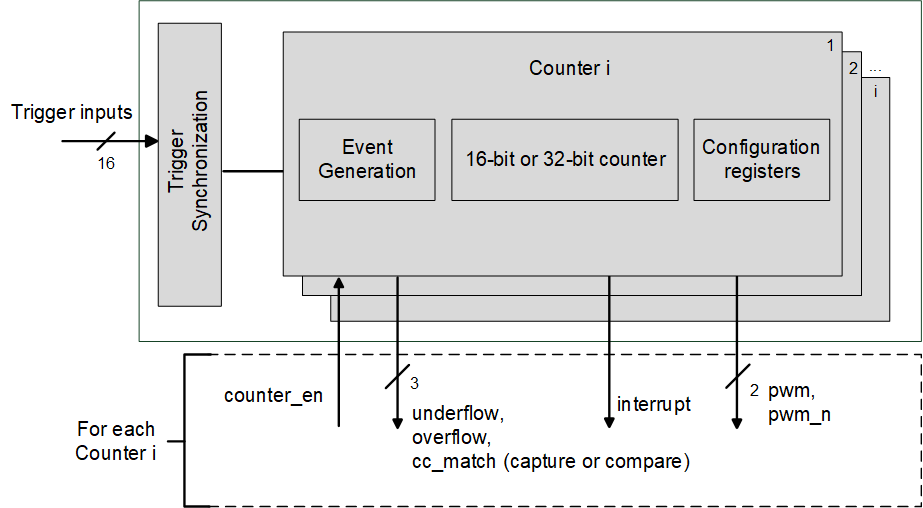 1
Counter i
2
...
i
Trigger inputs
16
Trigger
Synchronization
Event
Generation
16-bit or 32-bit counter
Configuration
registers
counter_en
3
underflow,
overflow,
cc_match (capture or compare)
interrupt
2
pwm,
pwm_n
For each
Counter i